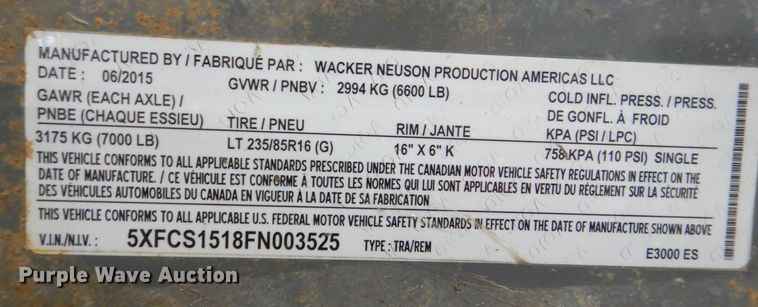 MANUFACTURED BY / FABRIQUÉ PAR : WACKER NEUSON PRODUCTION AMERICAS LLC
DATE : 06/2015 GVWR / PNBV : 2994 KG (6600 LB)
GAWR (EACH AXLE) / COLD INFL. PRESS. / PRESS.
PNBE (CHAQUE ESSIEU) TIRE / PNEU RIM / JANTE DE GONFL. À FROID
KPA (PSI / LPC)
3175 KG (7000 LB) LT 235/85R16 (G) 16" X 6" K 758 KPA (110 PSI) SINGLE
THIS VEHICLE CONFORMS TO ALL APPLICABLE STANDARDS PRESCRIBED UNDER THE CANADIAN MOTOR VEHICLE SAFETY REGULATIONS IN EFFECT ON THE
DATE OF MANUFACTURE. / CE VÉHICULE EST CONFORME À TOUTES LES NORMES QUI LUI SONT APPLICABLES EN VERTU DU RÈGLEMENT SUR LA SÉCURITÉ
DES VÉHICULES AUTOMOBILES DU CANADA EN VIGUEUR À LA DATE DE SA FABRICATION
THIS VEHICLE CONFORMS TO ALL APPLICABLE U.S. FEDERAL MOTOR VEHICLE SAFETY STANDARDS IN EFFECT ON THE DATE OF MANUFACTURE SHOWN ABOVE
V.I.N./N.I.V.: 5XFCS1518FN003525 TYPE : TRA/REM E3000 ES
Purple Wave Auction